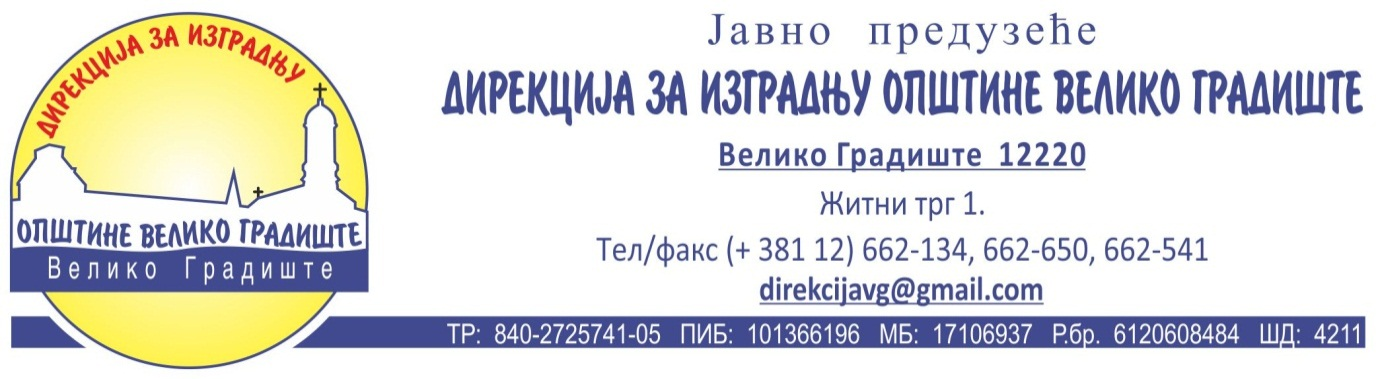 ДИРЕКЦИЈА ЗА ИЗГРАДЊУ
ОПШТИНЕ ВЕЛИКО ГРАДИШТЕ
Велико Градиште
Јавно предузеће
ДИРЕКЦИЈА ЗА ИЗГРАДЊУ ОПШТИНЕ ВЕЛИКО ГРАДИШТЕ
Велико Градиште 12220
Житни трг 1.
Тел/факс (+ 381 12) 662-134, 662-650, 662-541
direkcijavg@gmail.com
ТР: 840-2725741-05 ПИБ: 101366196 МБ: 17106937 Р.бр. 6120608484 ШД: 4211